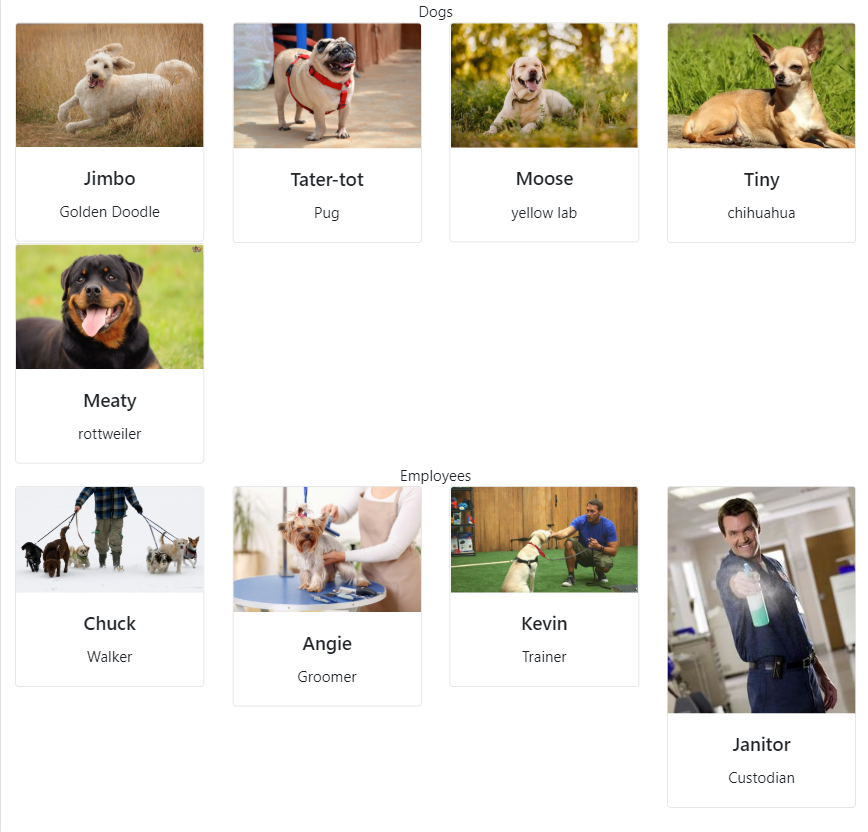 Dogs
Jimbo
Golden Doodle
Tater-tot
Pug
Moose
yellow lab
Tiny
chihuahua
Meaty
rottweiler
Employees
Chuck
Walker
Angie
Groomer
Kevin
Trainer
Janitor
Custodian